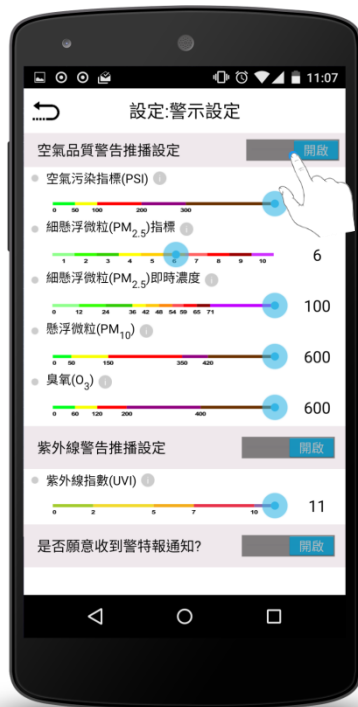 11:07
設定:警示設定
空氣品質警告推播設定 開啟
空氣污染指標(PSI) i
0 50 100 200 300
細懸浮微粒(PM2.5)指標 i
1 2 3 4 5 6 7 8 9 10 6
細懸浮微粒(PM2.5)即時濃度 i
0 12 24 36 42 48 54 59 65 71 100
懸浮微粒(PM10) i
0 50 150 350 420 600
臭氧(O3) i
0 60 120 200 400 600
紫外線警告推播設定 開啟
紫外線指數(UVI) i
0 2 5 7 10 11
是否願意收到警特報通知? 開啟